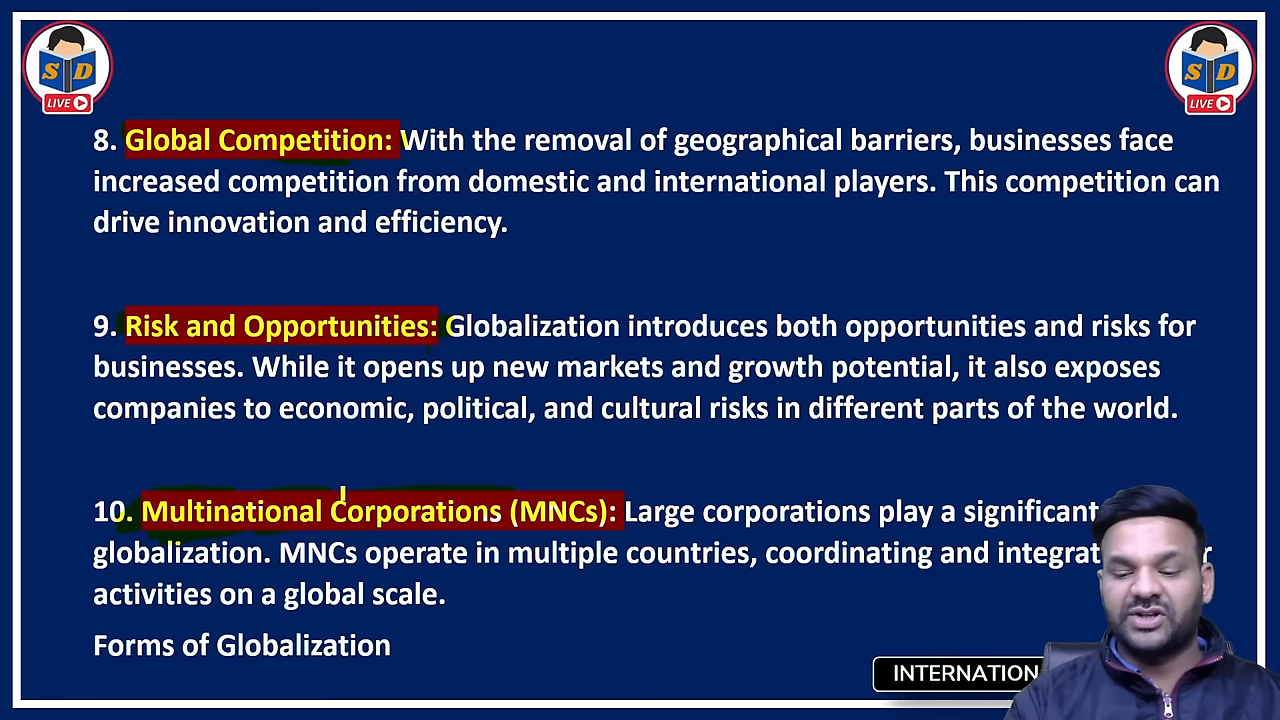 S D
LIVE
S D
LIVE
8. Global Competition: With the removal of geographical barriers, businesses face
increased competition from domestic and international players. This competition can
drive innovation and efficiency.
9. Risk and Opportunities: Globalization introduces both opportunities and risks for
businesses. While it opens up new markets and growth potential, it also exposes
companies to economic, political, and cultural risks in different parts of the world.
10. Multinational Corporations (MNCs): Large corporations play a significant
globalization. MNCs operate in multiple countries, coordinating and
activities on a global scale.
Forms of Globalization